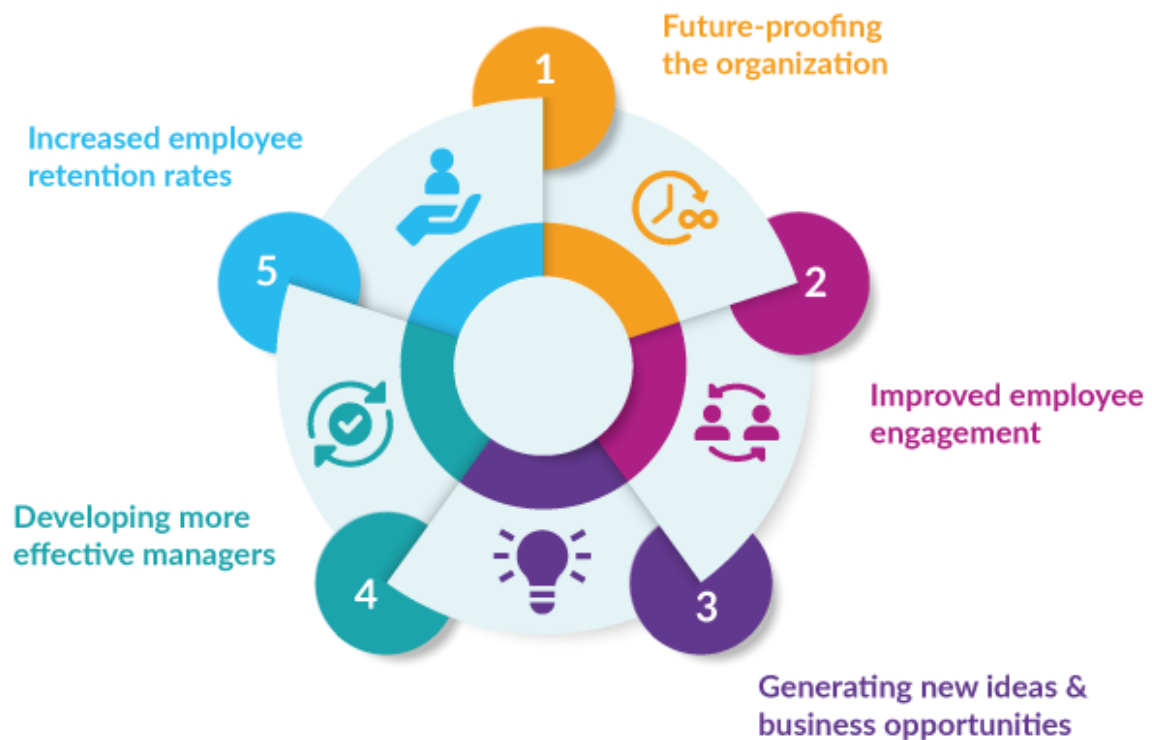 1
Future-proofing
the organization
2
Improved employee
engagement
3
Generating new ideas &
business opportunities
4
Developing more
effective managers
5
Increased employee
retention rates